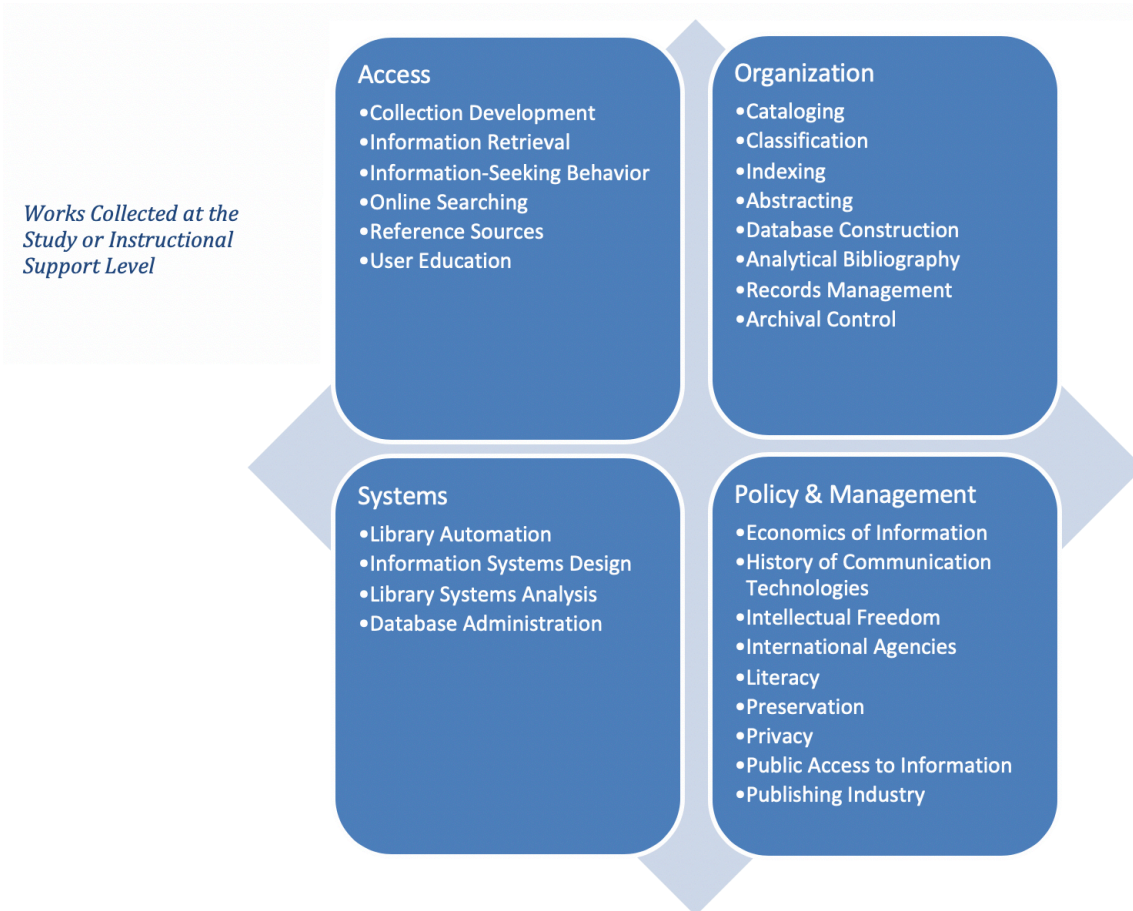 Works Collected at the
Study or Instructional
Support Level
Access
•Collection Development
•Information Retrieval
•Information-Seeking Behavior
•Online Searching
•Reference Sources
•User Education
Organization
•Cataloging
•Classification
•Indexing
•Abstracting
•Database Construction
•Analytical Bibliography
•Records Management
•Archival Control
Systems
•Library Automation
•Information Systems Design
•Library Systems Analysis
•Database Administration
Policy & Management
•Economics of Information
•History of Communication
Technologies
•Intellectual Freedom
•International Agencies
•Literacy
•Preservation
•Privacy
•Public Access to Information
•Publishing Industry